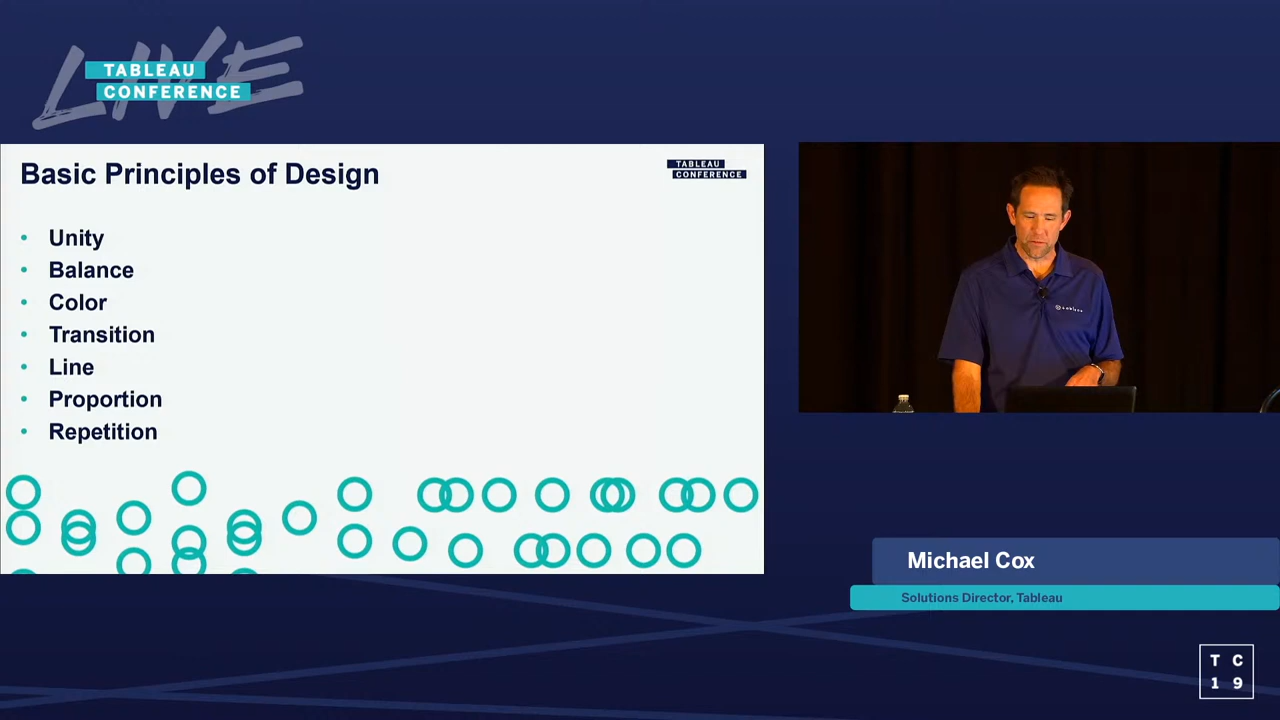 LIVE
TABLEAU
CONFERENCE
Basic Principles of Design
TABLEAU
CONFERENCE
• Unity
• Balance
• Color
• Transition
• Line
• Proportion
• Repetition
Michael Cox
Solutions Director, Tableau
T C
1 9